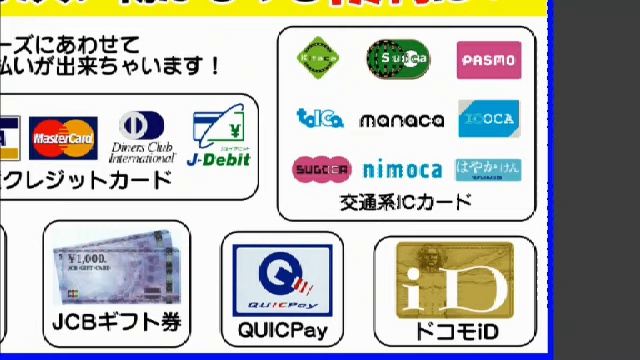 ーズにあわせて
払いが出来ちゃいます！
Kitaca
Suica
PASMO
MasterCard
Diners Club
International
J-Debit
toica
manaca
ICOCA
クレジットカード
SUGOCA
nimoca
はやかけん
交通系ICカード
¥1,000.
JCB GIFT CARD
JCBギフト券
QUICPay
QUICPay
iD
ドコモiD